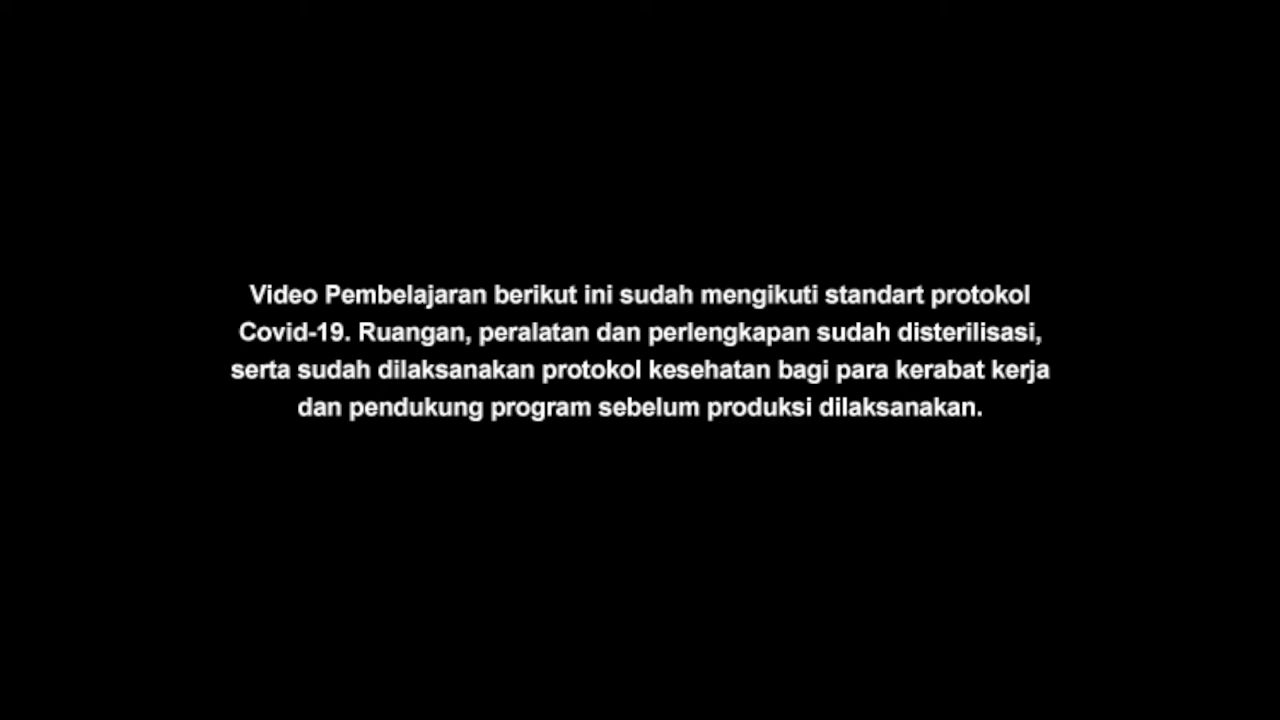 Video Pembelajaran berikut ini sudah mengikuti standart protokol
Covid-19. Ruangan, peralatan dan perlengkapan sudah disterilisasi,
serta sudah dilaksanakan protokol kesehatan bagi para kerabat kerja
dan pendukung program sebelum produksi dilaksanakan.